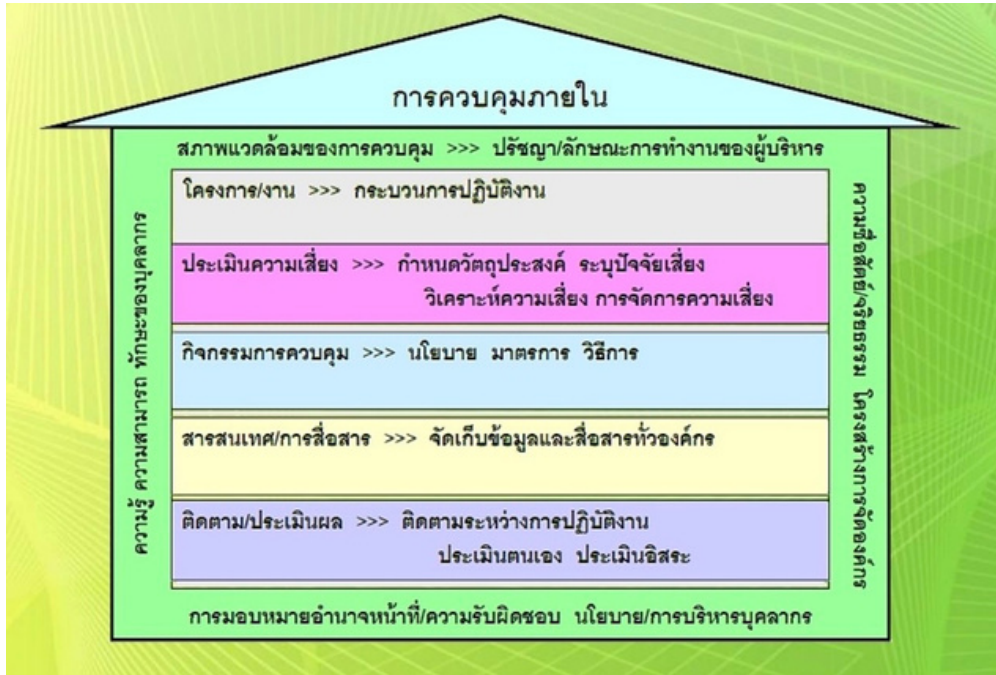 การควบคุมภายใน
สภาพแวดล้อมของการควบคุม >>> ปรัชญา/ลักษณะการทำงานของผู้บริหาร
โครงการ/งาน >>> กระบวนการปฏิบัติงาน
ประเมินความเสี่ยง >>> กำหนดวัตถุประสงค์ ระบุปัจจัยเสี่ยง
วิเคราะห์ความเสี่ยง การจัดการความเสี่ยง
กิจกรรมการควบคุม >>> นโยบาย มาตรการ วิธีการ
สารสนเทศ/การสื่อสาร >>> จัดเก็บข้อมูลและสื่อสารทั่วองค์กร
ติดตาม/ประเมินผล >>> ติดตามระหว่างการปฏิบัติงาน
ประเมินตนเอง ประเมินอิสระ
ความรู้ ความสามารถ ทักษะของบุคลากร
ความซื่อสัตย์/จริยธรรม โครงสร้างการจัดองค์กร
การมอบหมายอำนาจหน้าที่/ความรับผิดชอบ นโยบาย/การบริหารบุคลากร